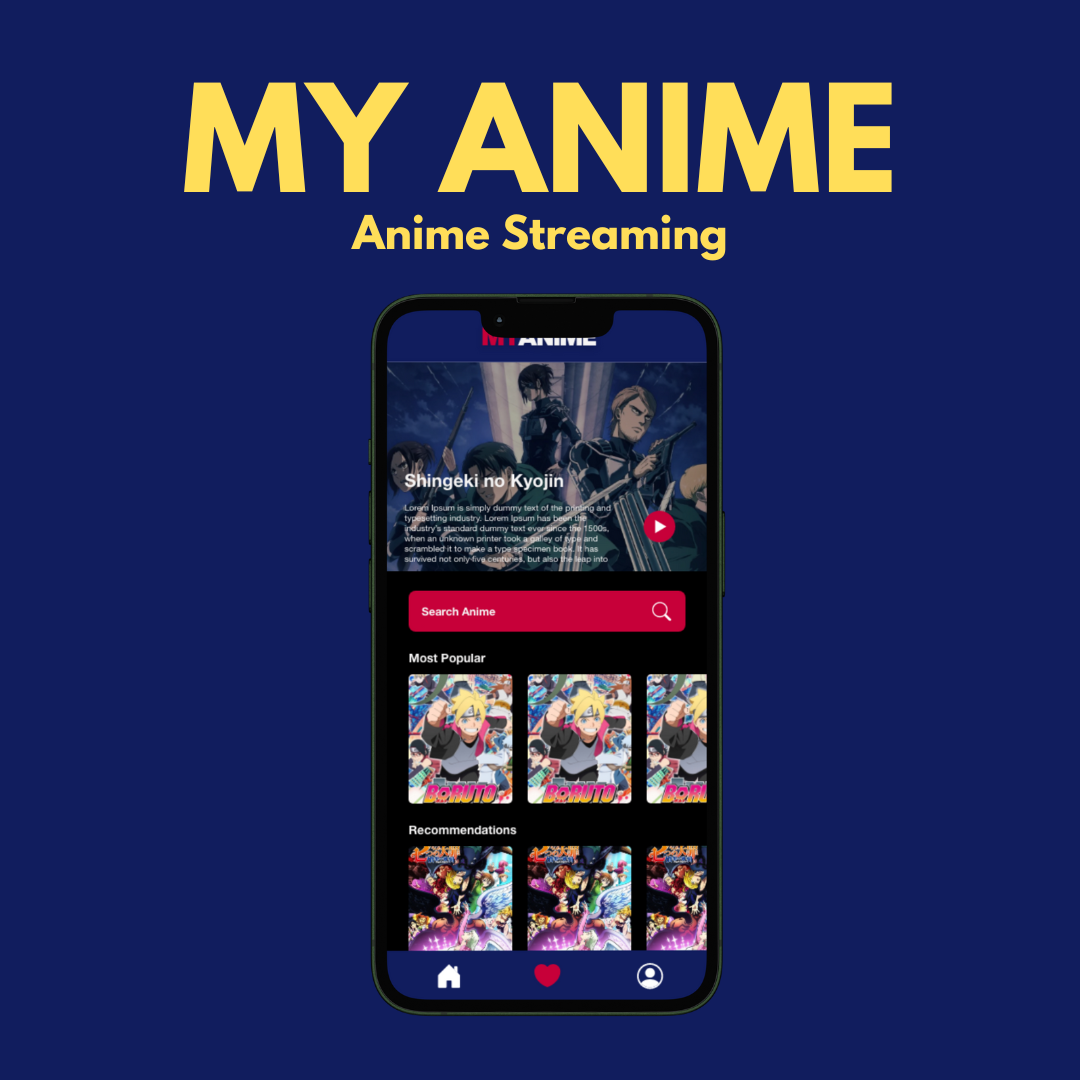 MY ANIME
Anime Streaming
MYANIME
Shingeki no Kyojin
Lorem Ipsum is simply dummy text of the printing and
typesetting industry. Lorem Ipsum has been the
industry's standard dummy text ever since the 1500s,
when an unknown printer took a galley of type and
scrambled it to make a type specimen book. It has
survived not only five centuries, but also the leap into
Search Anime
Most Popular
BORUTO BORUTO
Recommendations